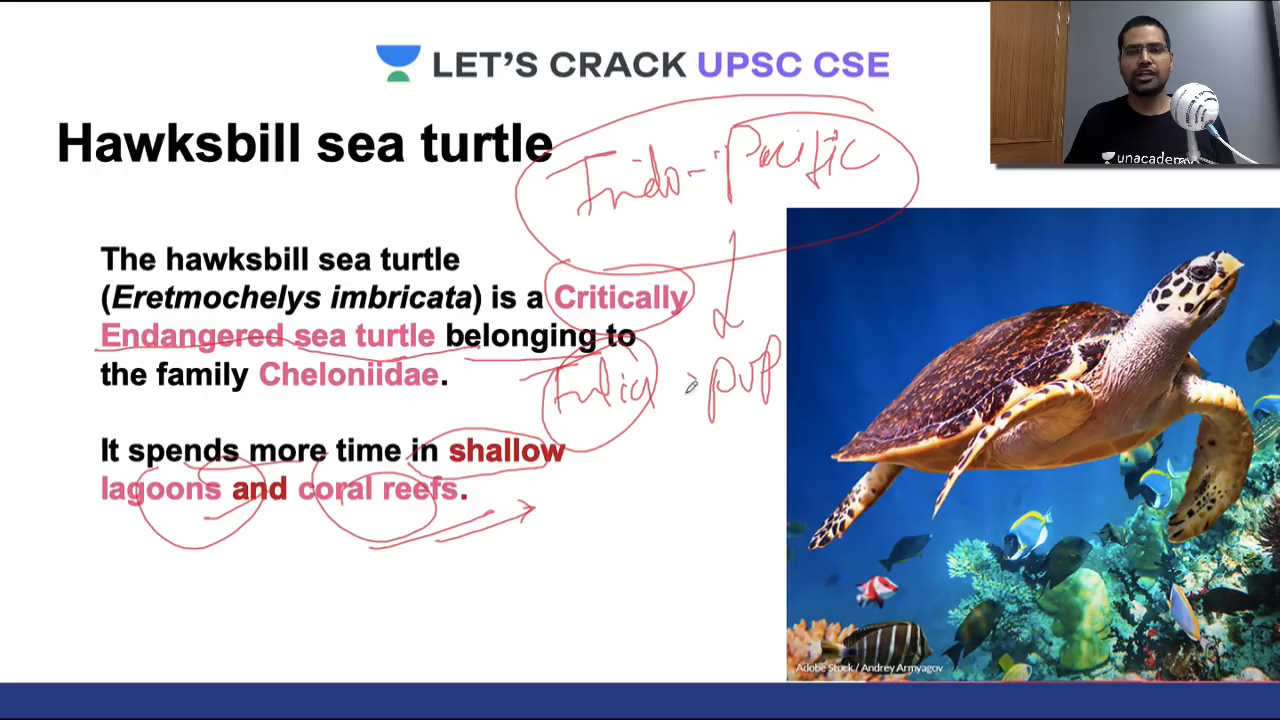 LET'S CRACK UPSC CSE
unacademy
Hawksbill sea turtle
Indo-Pacific
The hawksbill sea turtle
(Eretmochelys imbricata) is a Critically
Endangered sea turtle belonging to
the family Cheloniidae.
India
It spends more time in shallow
lagoons and coral reefs.
Adobe Stock / Andrey Armyagov